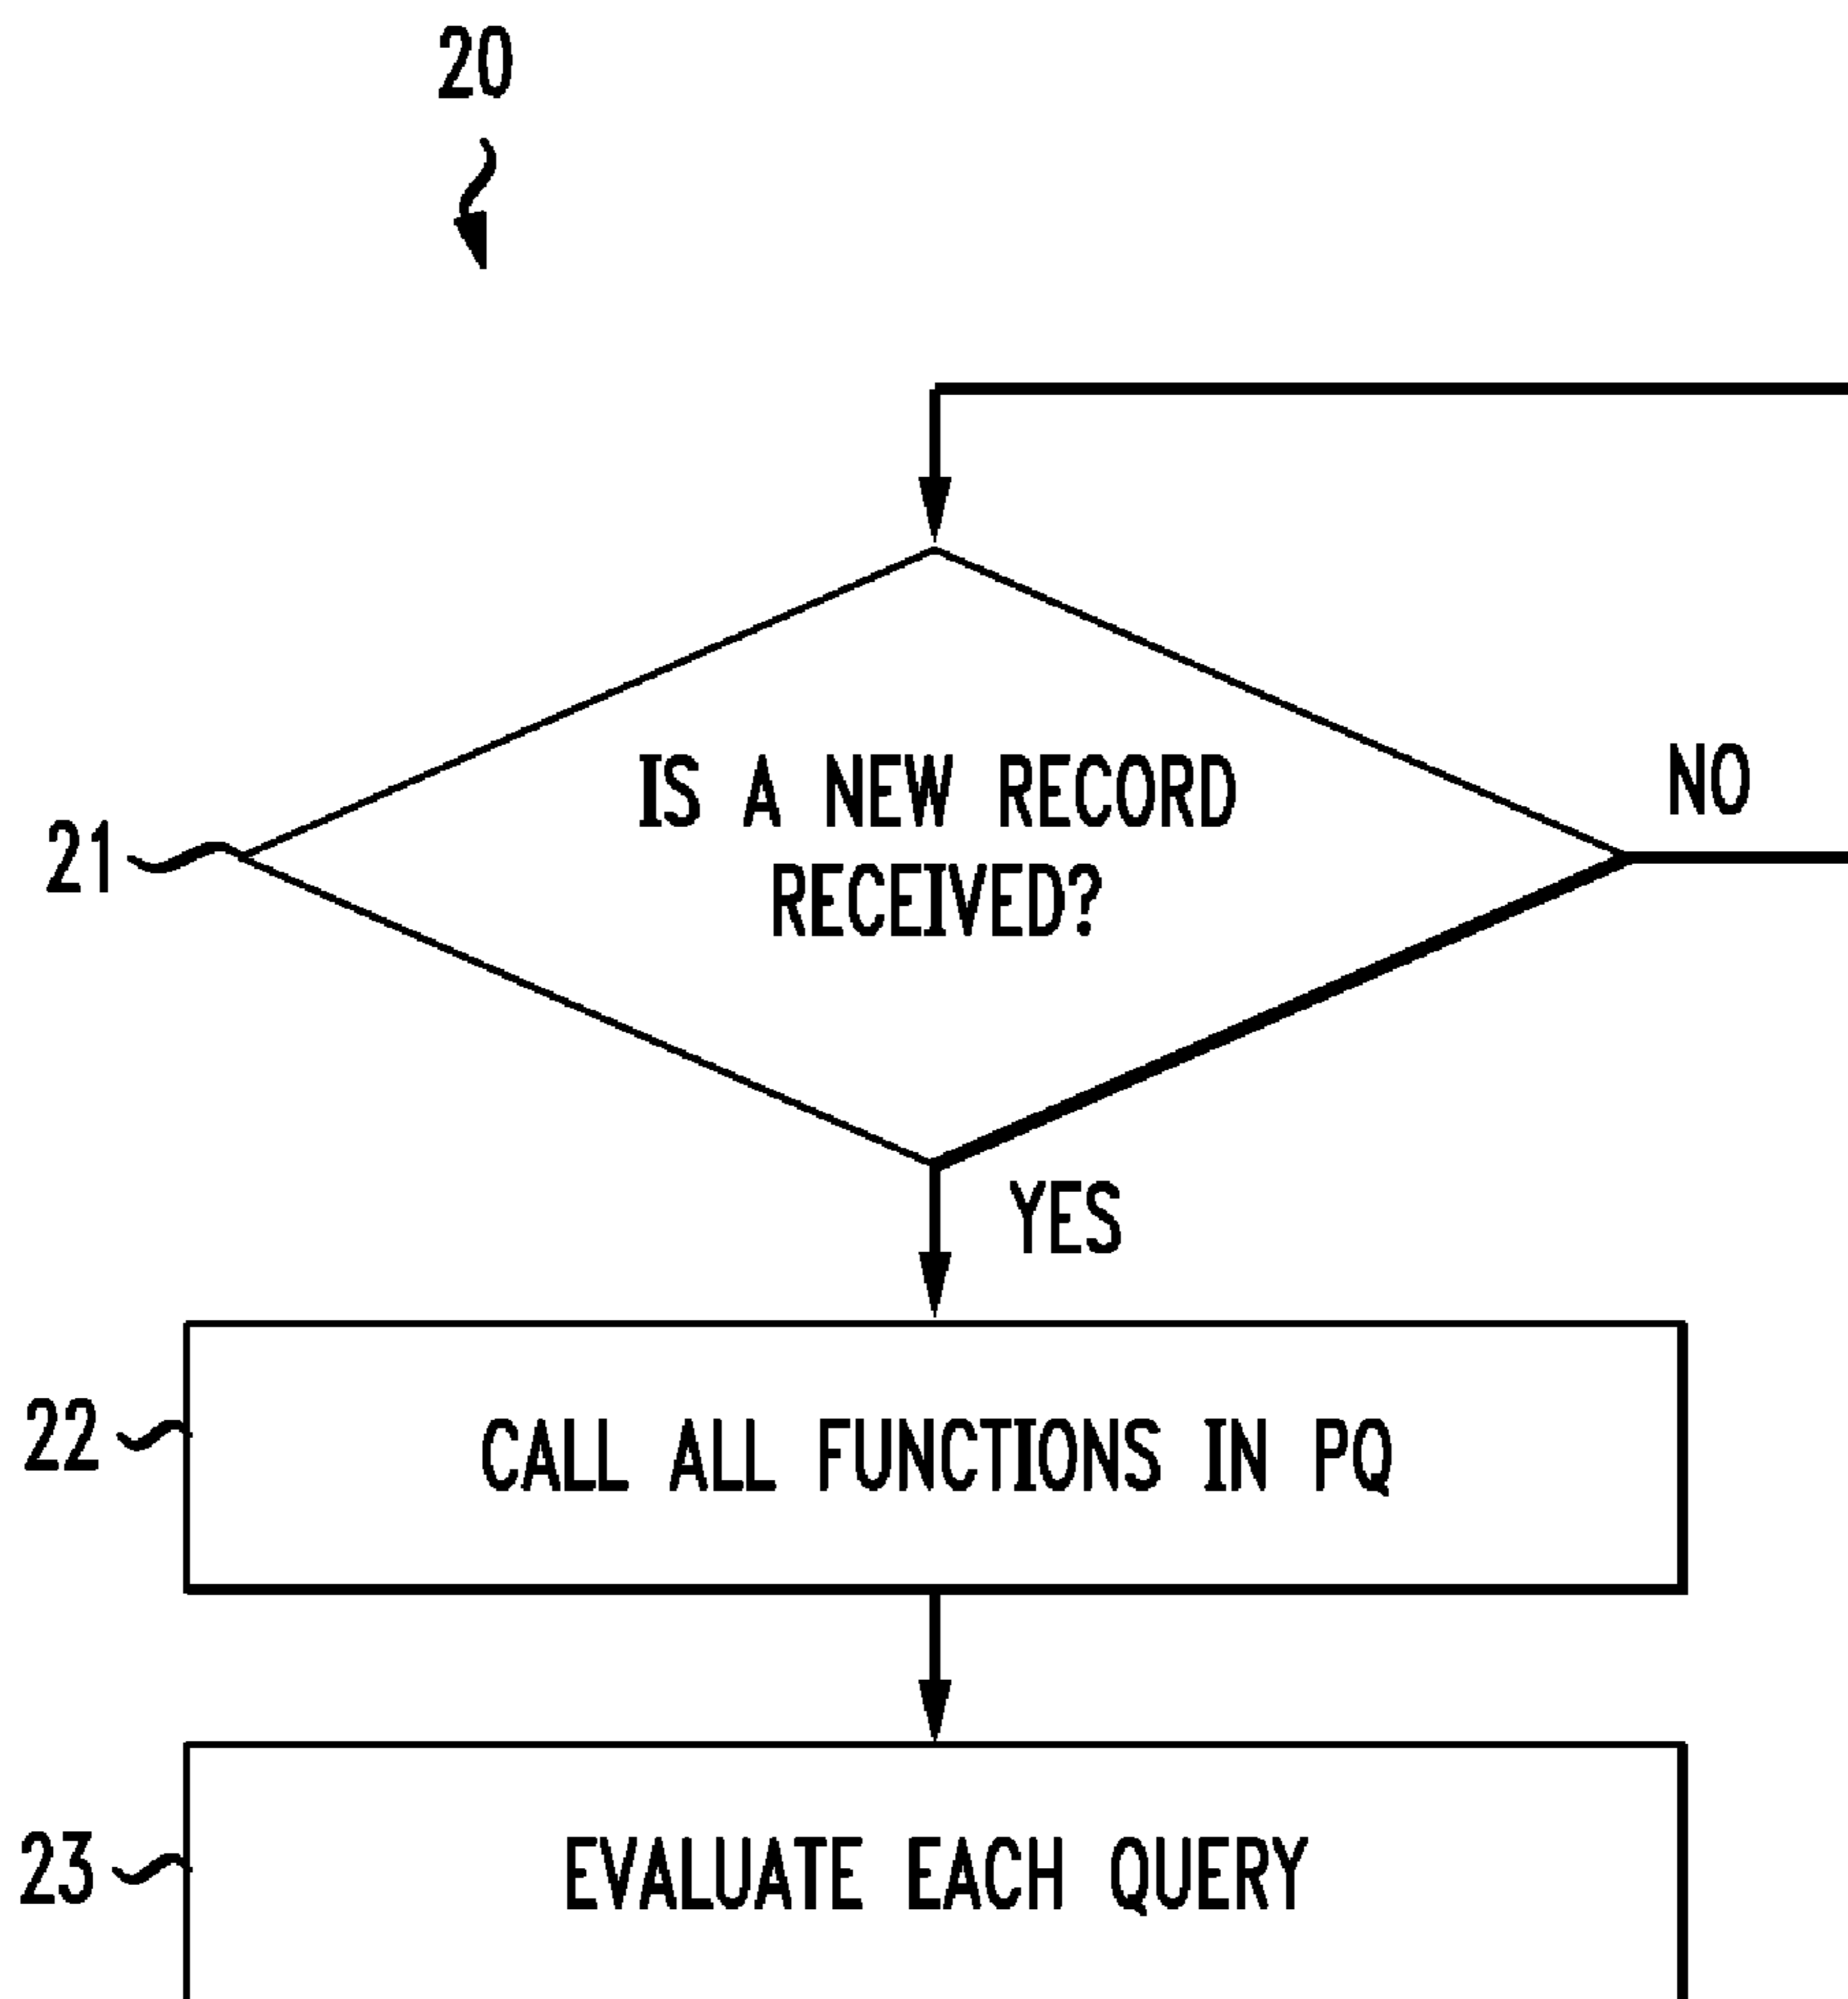 20
IS A NEW RECORD
RECEIVED?
NO
21
YES
22
CALL ALL FUNCTIONS IN PQ
23
EVALUATE EACH QUERY